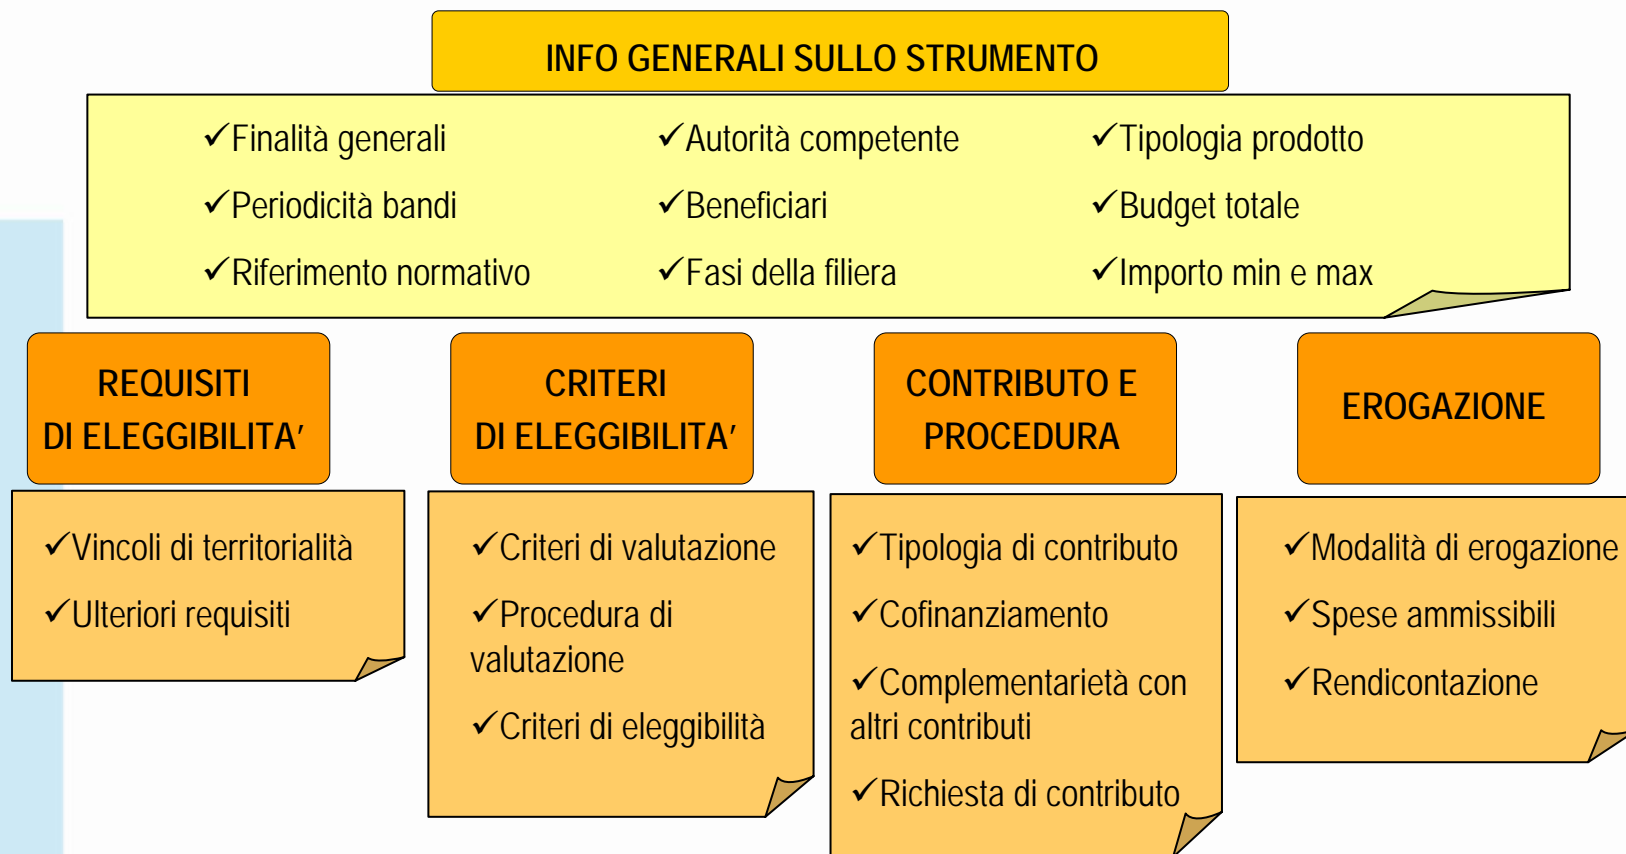 INFO GENERALI SULLO STRUMENTO
✓Finalità generali
✓Autorità competente
✓Tipologia prodotto
✓Periodicità bandi
✓Beneficiari
✓Budget totale
✓Riferimento normativo
✓Fasi della filiera
✓Importo min e max
REQUISITI
DI ELEGGIBILITA’
✓Vincoli di territorialità
✓Ulteriori requisiti
CRITERI
DI ELEGGIBILITA’
✓Criteri di valutazione
✓Procedura di
valutazione
✓Criteri di eleggibilità
CONTRIBUTO E
PROCEDURA
✓Tipologia di contributo
✓Cofinanziamento
✓Complementarietà con
altri contributi
✓Richiesta di contributo
EROGAZIONE
✓Modalità di erogazione
✓Spese ammissibili
✓Rendicontazione